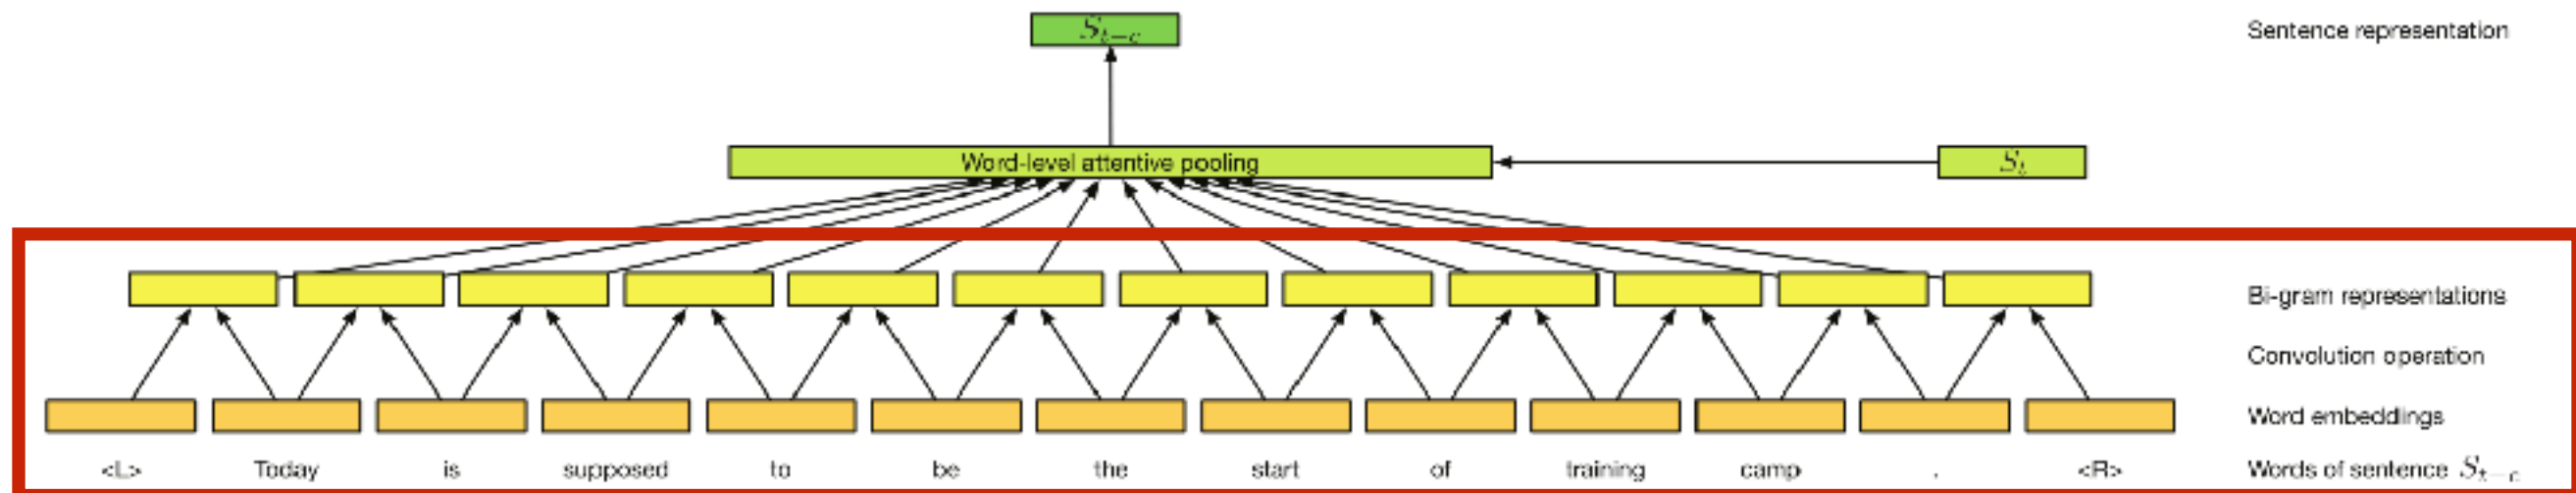 S_{t-c} Sentence representation
Word-level attentive pooling S_t
Bi-gram representations
Convolution operation
Word embeddings
<L> Today is supposed to be the start of training camp . <R> Words of sentence S_{t-c}